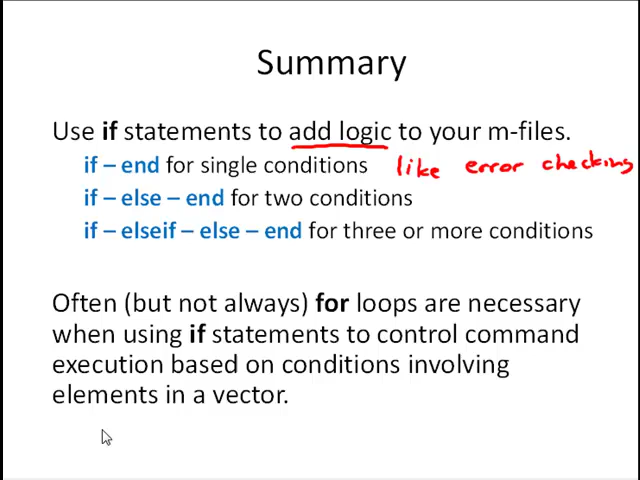 Summary
Use if statements to add logic to your m-files.
if – end for single conditions like error checking
if – else – end for two conditions
if – elseif – else – end for three or more conditions
Often (but not always) for loops are necessary
when using if statements to control command
execution based on conditions involving
elements in a vector.